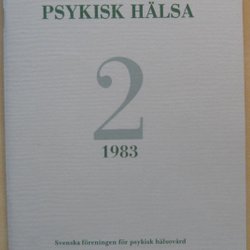 PSYKISK HÄLSA
2
1983
Svenska föreningen för psykisk hälsovård